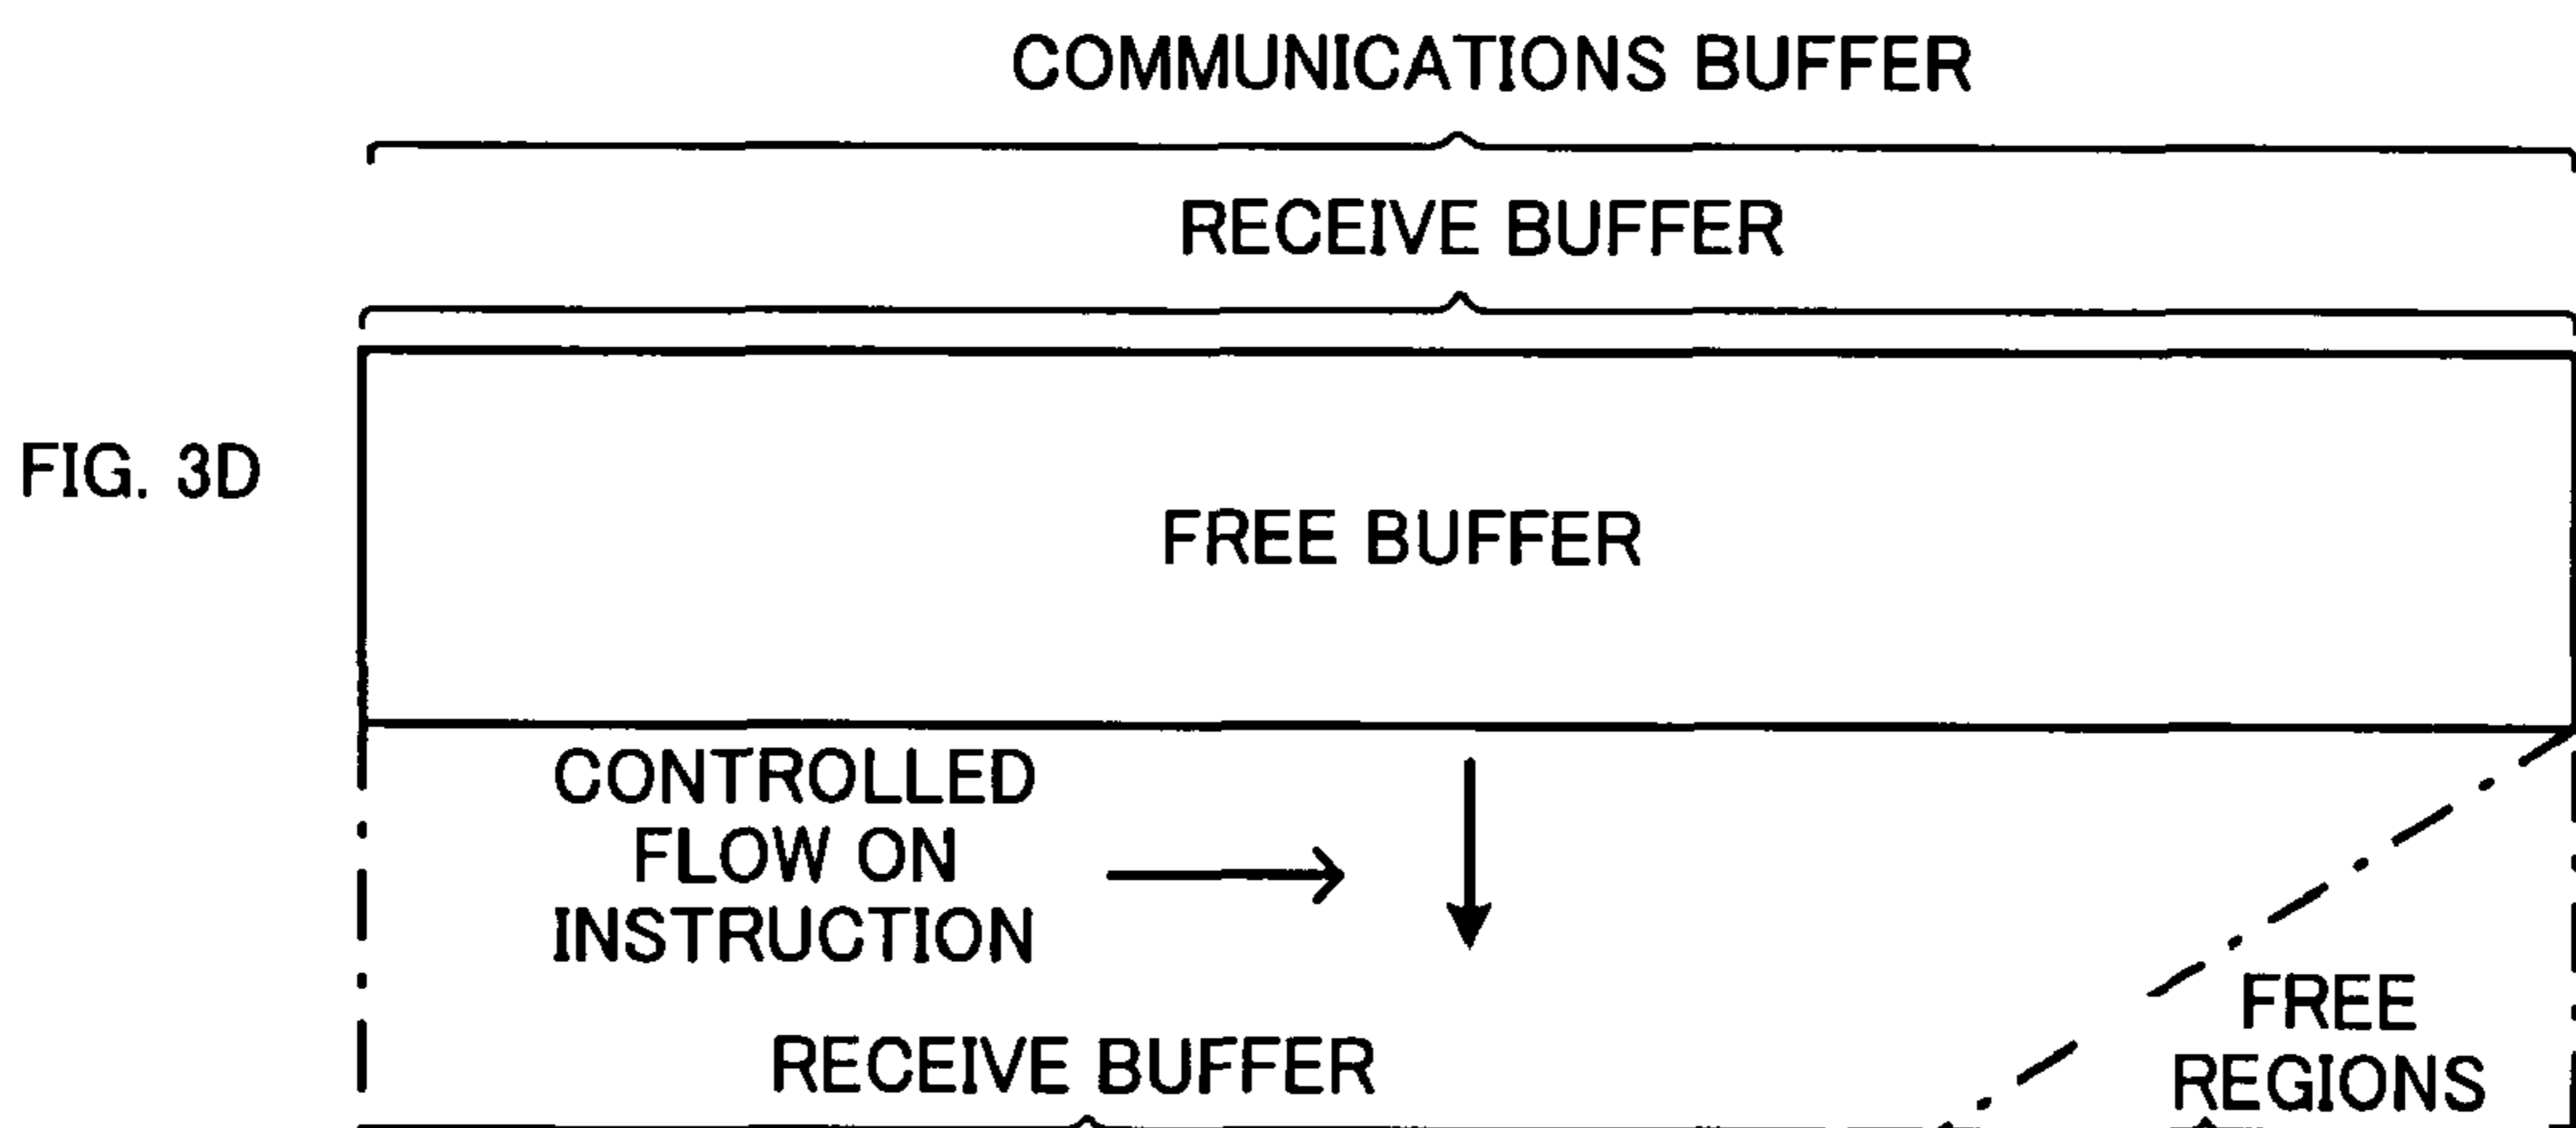 COMMUNICATIONS BUFFER
RECEIVE BUFFER
FIG. 3D
FREE BUFFER
CONTROLLED
FLOW ON
INSTRUCTION
FREE
REGIONS
RECEIVE BUFFER